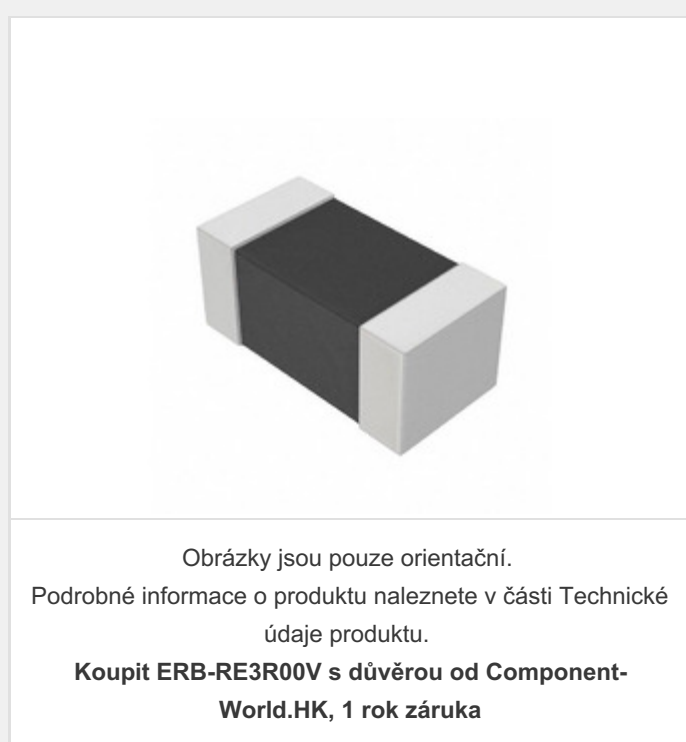 Obrázky jsou pouze orientační.
Podrobné informace o produktu naleznete v části Technické
údaje produktu.
Koupit ERB-RE3R00V s důvěrou od Component-
World.HK, 1 rok záruka